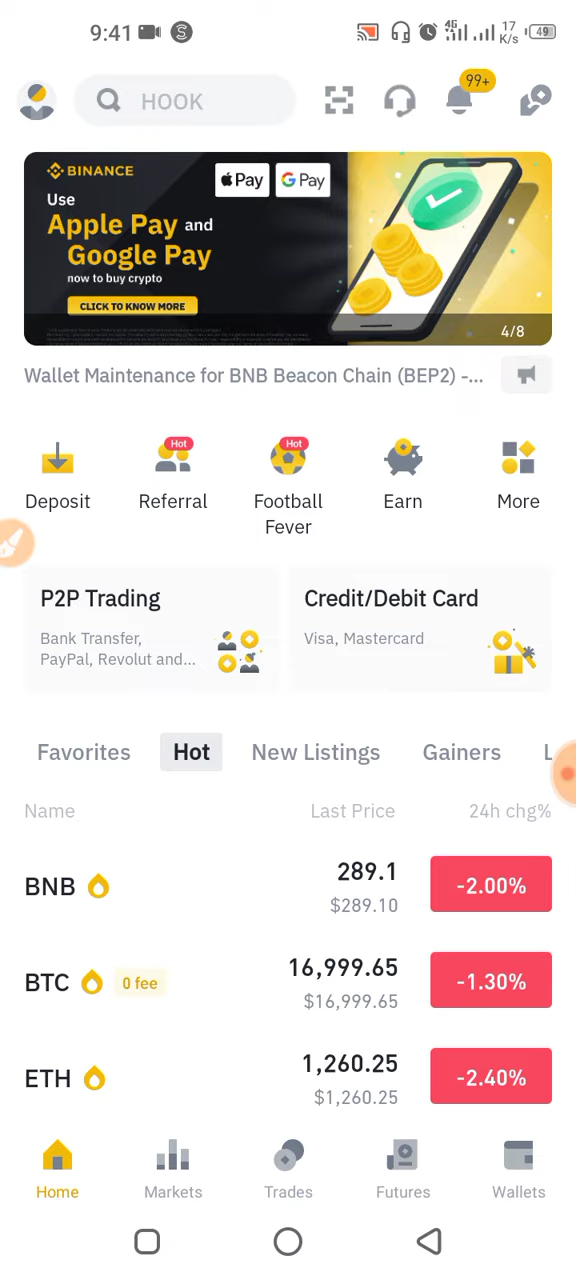 9:41
4G
17
K/s
49
HOOK
99+
BINANCE
Pay
G Pay
Use
Apple Pay and
Google Pay
now to buy crypto
CLICK TO KNOW MORE
4/8
Wallet Maintenance for BNB Beacon Chain (BEP2) -...
Hot
Hot
Deposit
Referral
Football
Fever
Earn
More
P2P Trading
Bank Transfer,
PayPal, Revolut and...
Credit/Debit Card
Visa, Mastercard
Favorites Hot New Listings Gainers L
Name Last Price 24h chg%
BNB 289.1 -2.00%
$289.10
BTC 0 fee 16,999.65 -1.30%
$16,999.65
ETH 1,260.25 -2.40%
$1,260.25
Home Markets Trades Futures Wallets